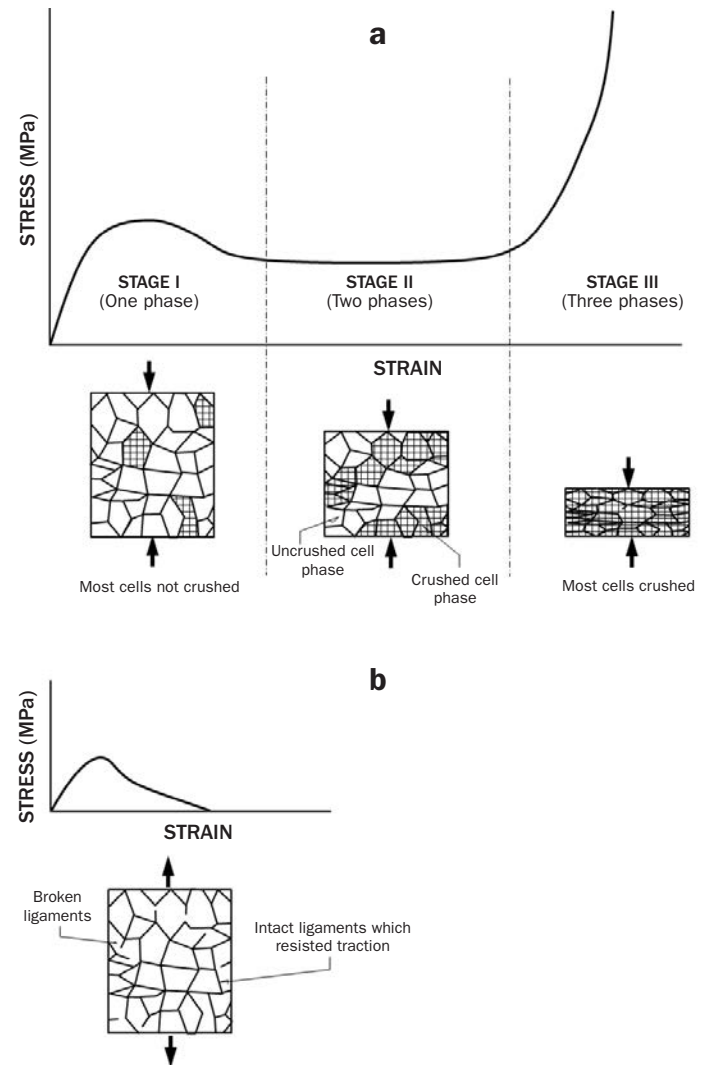 a
STRESS (MPa)
STAGE I
(One phase)
STAGE II
(Two phases)
STAGE III
(Three phases)
STRAIN
Uncrushed cell
phase
Crushed cell
phase
Most cells not crushed
Most cells crushed
b
STRESS (MPa)
STRAIN
Broken
ligaments
Intact ligaments which
resisted traction